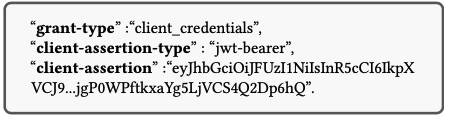 “grant-type” :“client_credentials”,
“client-assertion-type” : “jwt-bearer”,
“client-assertion” :“eyJhbGciOiJFUzI1NiIsInR5cCI6IkpX
VCJ9...jgP0WPftkxaYg5LjVCS4Q2Dp6hQ”.